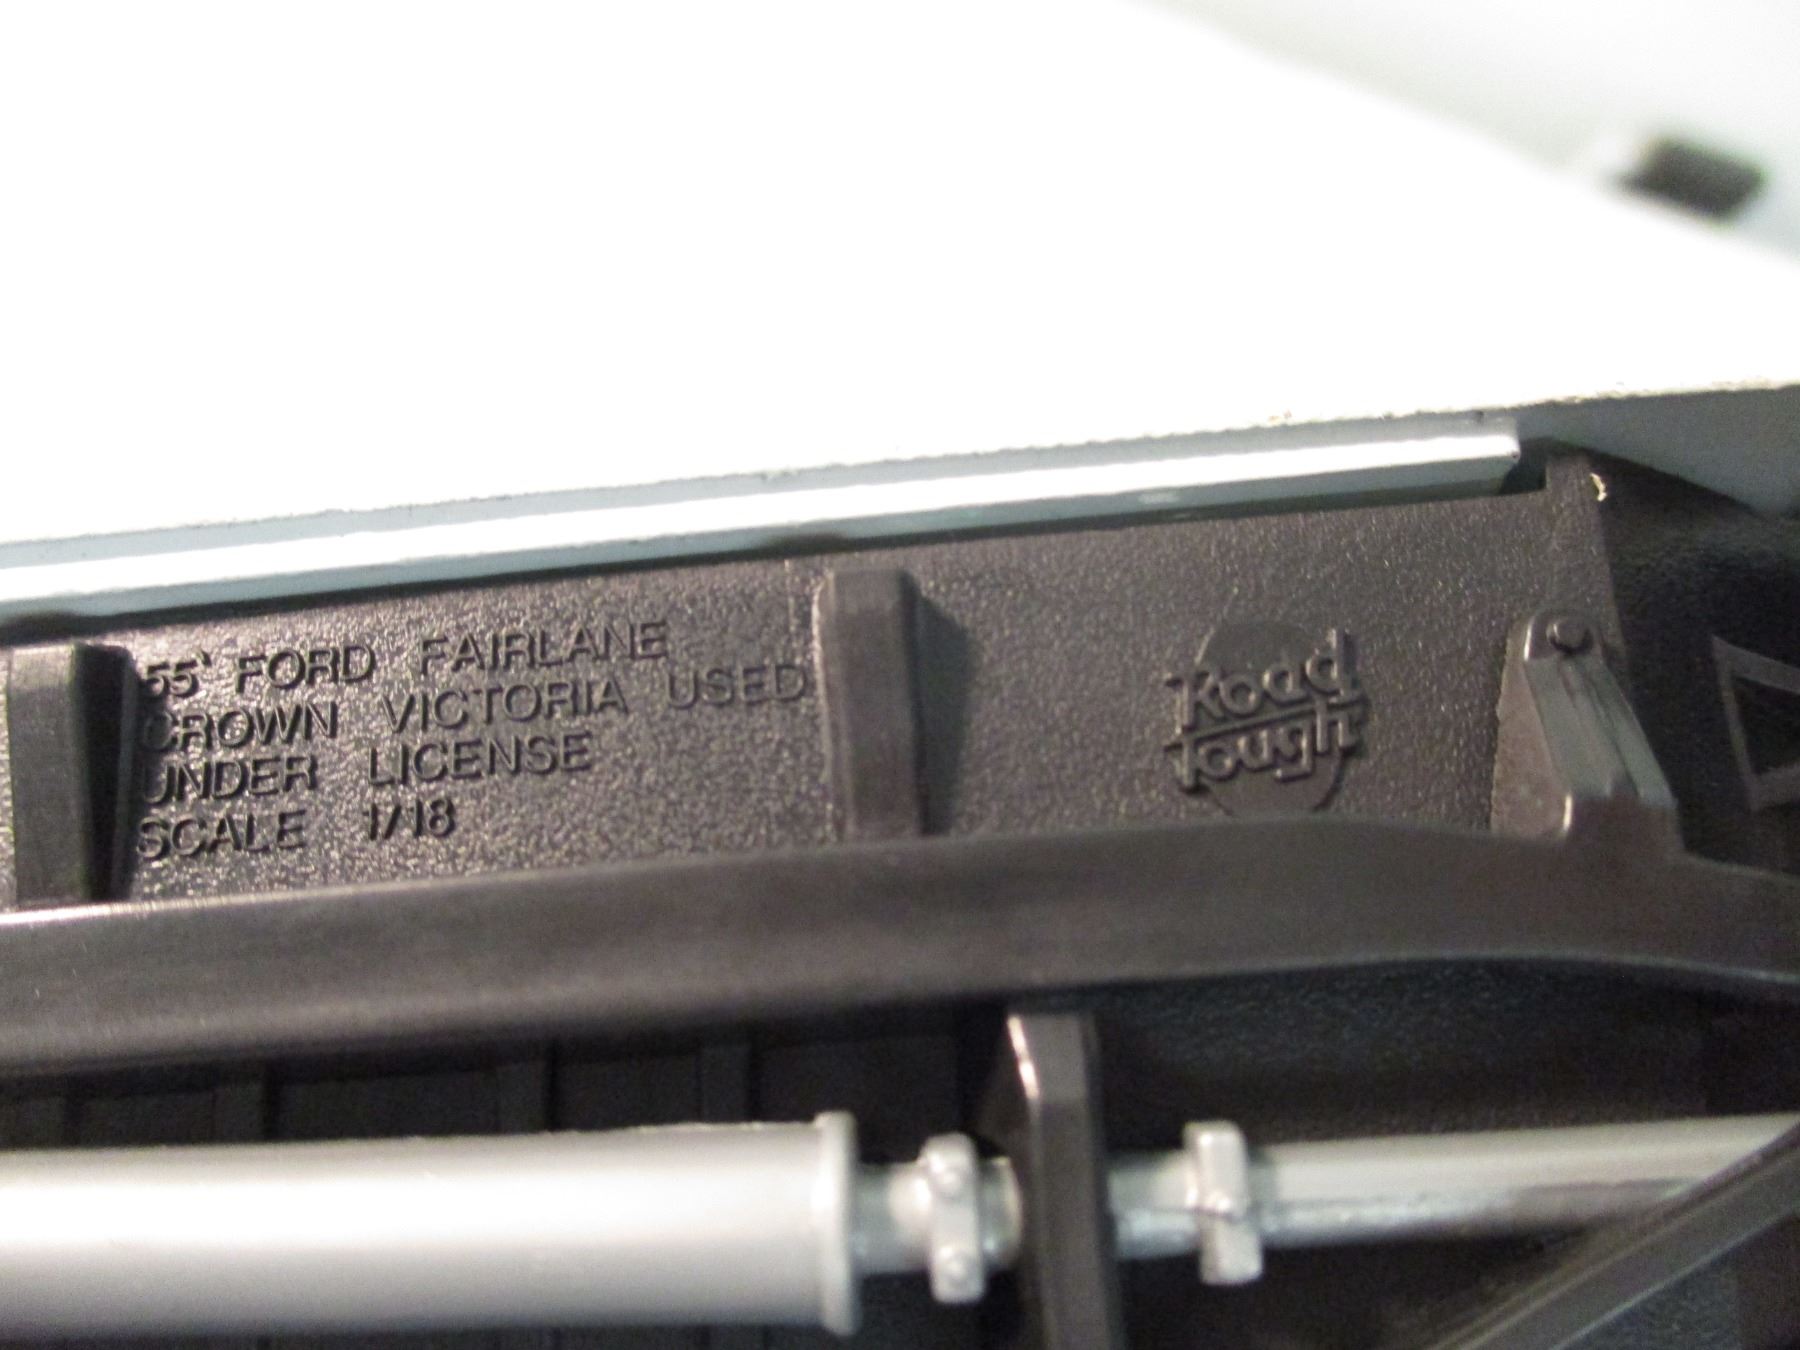 55' FORD FAIRLANE
CROWN VICTORIA USED
UNDER LICENSE
SCALE 1/18
Road
Tough